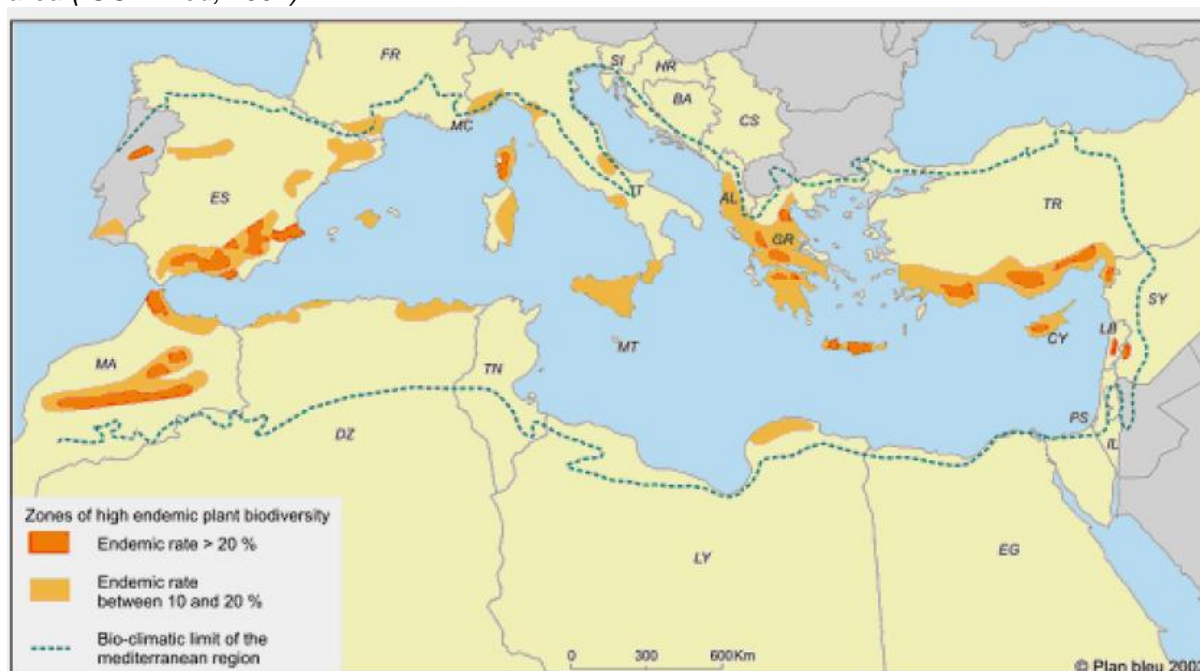 FR
SI
HR
BA
CS
MC
IT
ES
AL
GR
TR
SY
CY
LB
MT
MA
TN
PS
IL
DZ
LY
EG
Zones of high endemic plant biodiversity
Endemic rate > 20 %
Endemic rate
between 10 and 20 %
Bio-climatic limit of the
mediterranean region
0 300 600 Km
© Plan bleu